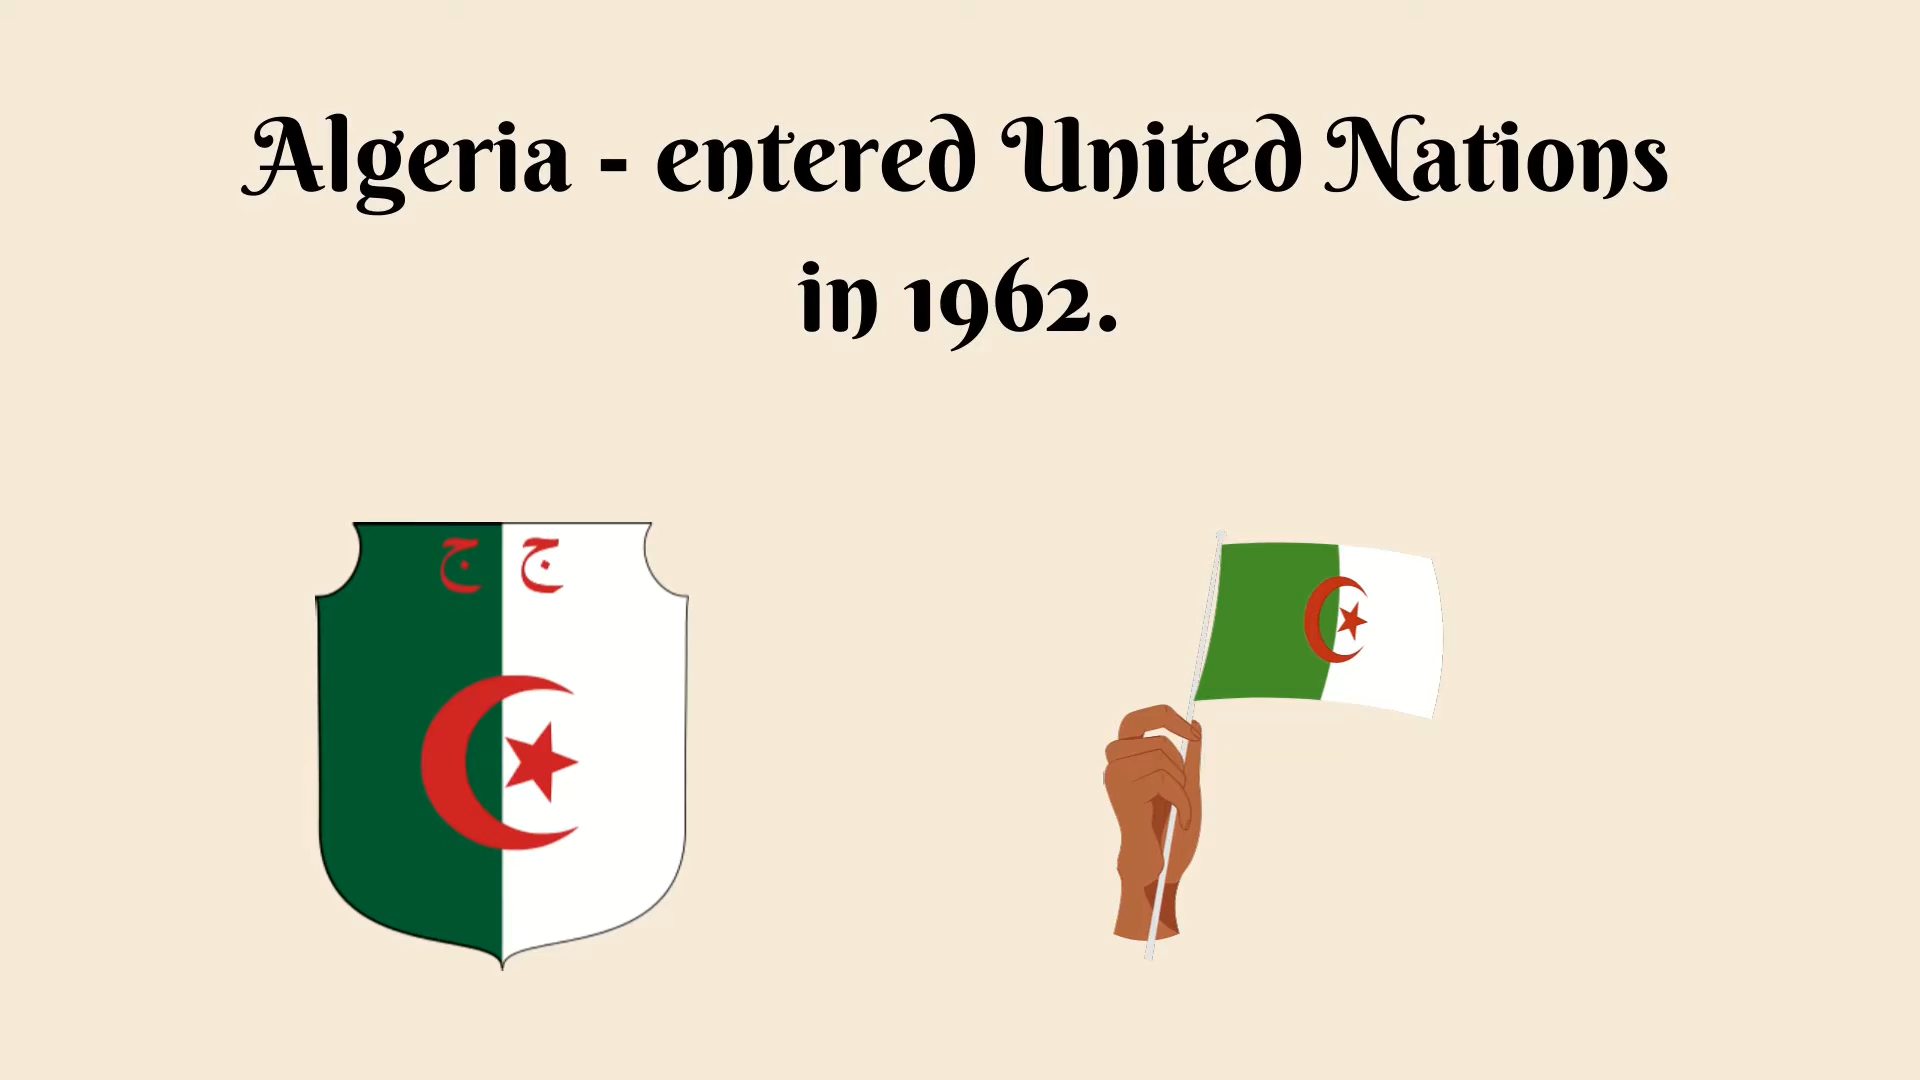 Algeria - entered United Nations
in 1962.
ج ج